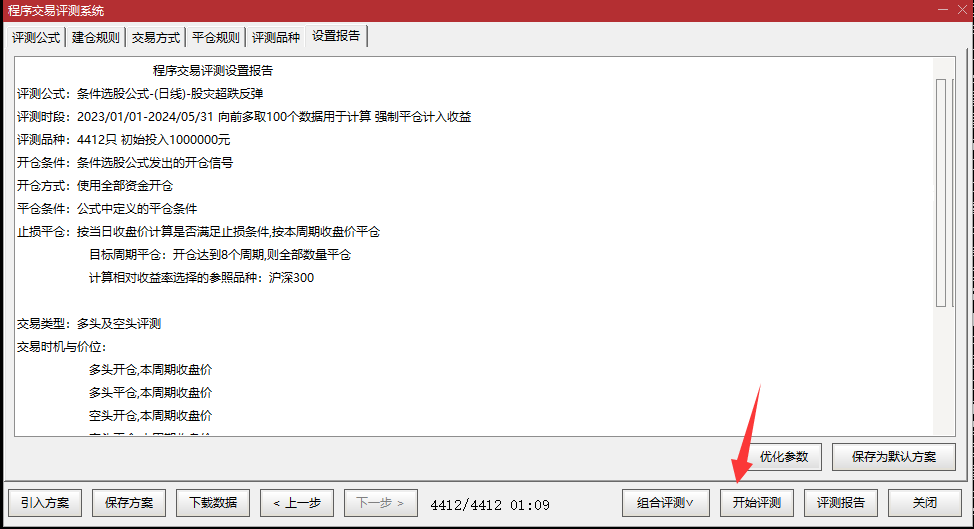 程序交易评测系统
评测公式 建仓规则 交易方式 平仓规则 评测品种 设置报告
程序交易评测设置报告
评测公式：条件选股公式-(日线)-股灾超跌反弹
评测时段：2023/01/01-2024/05/31 向前多取100个数据用于计算 强制平仓计入收益
评测品种：4412只 初始投入1000000元
开仓条件：条件选股公式发出的开仓信号
开仓方式：使用全部资金开仓
平仓条件：公式中定义的平仓条件
止损平仓：按当日收盘价计算是否满足止损条件,按本周期收盘价平仓
目标周期平仓：开仓达到8个周期,则全部数量平仓
计算相对收益率选择的参照品种：沪深300
交易类型：多头及空头评测
交易时机与价位：
多头开仓,本周期收盘价
多头平仓,本周期收盘价
空头开仓,本周期收盘价
优化参数 保存为默认方案
引入方案 保存方案 下载数据 < 上一步 下一步 > 4412/4412 01:09 组合评测∨ 开始评测 评测报告 关闭